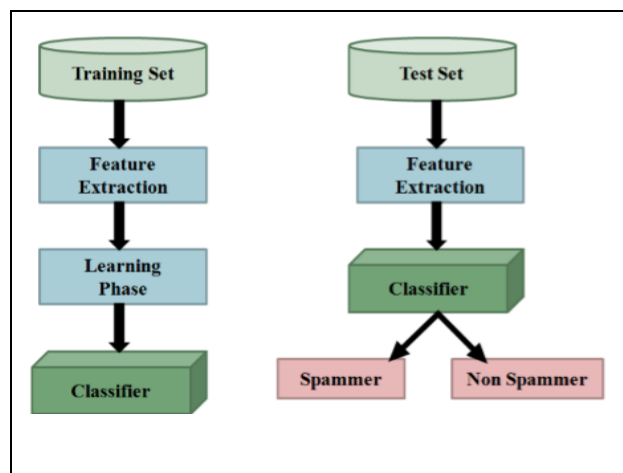 Training Set
Feature
Extraction
Learning
Phase
Classifier
Test Set
Feature
Extraction
Classifier
Spammer
Non Spammer